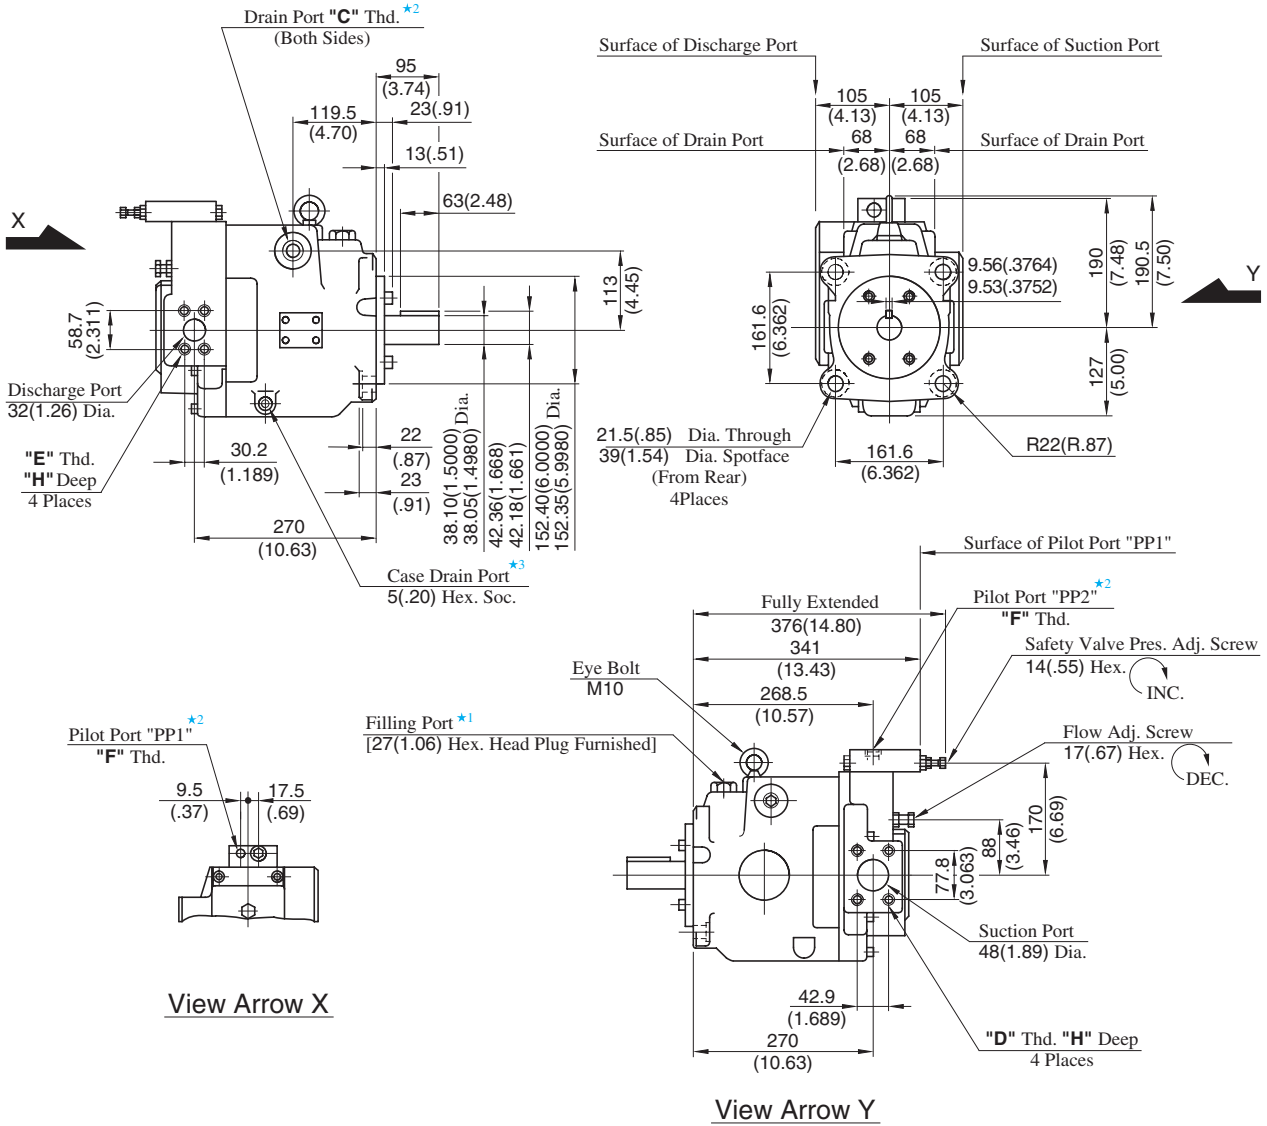 Drain Port "C" Thd. ★2
(Both Sides)
95
(3.74)
119.5
(4.70)
23(.91)
13(.51)
63(2.48)
X
113
(4.45)
58.7
(2.311)
Discharge Port
32(1.26) Dia.
"E" Thd.
"H" Deep
4 Places
30.2
(1.189)
22
(.87)
23
(.91)
270
(10.63)
38.10(1.5000) Dia.
38.05(1.4980)
42.36(1.668)
42.18(1.661)
152.40(6.0000) Dia.
152.35(5.9980)
Case Drain Port ★3
5(.20) Hex. Soc.
Surface of Discharge Port
Surface of Suction Port
105
(4.13)
105
(4.13)
Surface of Drain Port
68
(2.68)
68
(2.68)
Surface of Drain Port
9.56(.3764)
9.53(.3752)
190
(7.48)
190.5
(7.50)
Y
161.6
(6.362)
127
(5.00)
21.5(.85) Dia. Through
39(1.54) Dia. Spotface
(From Rear)
4Places
161.6
(6.362)
R22(R.87)
Pilot Port "PP1" ★2
"F" Thd.
9.5
(.37)
17.5
(.69)
View Arrow X
Surface of Pilot Port "PP1"
Fully Extended
376(14.80)
341
(13.43)
268.5
(10.57)
Pilot Port "PP2" ★2
"F" Thd.
Safety Valve Pres. Adj. Screw
14(.55) Hex.
INC.
Eye Bolt
M10
Filling Port ★1
[27(1.06) Hex. Head Plug Furnished]
Flow Adj. Screw
17(.67) Hex.
DEC.
170
(6.69)
88
(3.46)
77.8
(3.063)
Suction Port
48(1.89) Dia.
42.9
(1.689)
270
(10.63)
"D" Thd. "H" Deep
4 Places
View Arrow Y